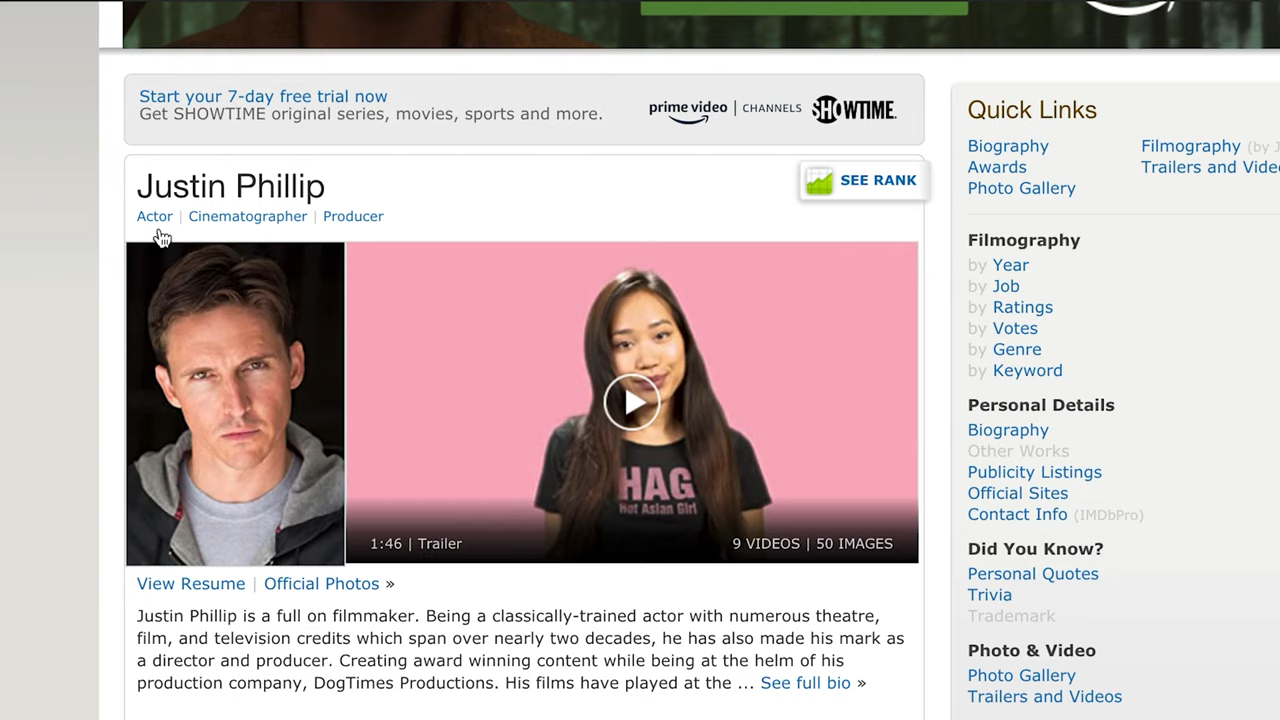 Start your 7-day free trial now
Get SHOWTIME original series, movies, sports and more.
prime video | CHANNELS SHOWTIME.
Justin Phillip
SEE RANK
Actor | Cinematographer | Producer
HAG
Hot Asian Girl
1:46 | Trailer
9 VIDEOS | 50 IMAGES
View Resume | Official Photos »
Justin Phillip is a full on filmmaker. Being a classically-trained actor with numerous theatre,
film, and television credits which span over nearly two decades, he has also made his mark as
a director and producer. Creating award winning content while being at the helm of his
production company, DogTimes Productions. His films have played at the ... See full bio »
Quick Links
Biography
Filmography (by J
Awards
Trailers and Vide
Photo Gallery
Filmography
by Year
by Job
by Ratings
by Votes
by Genre
by Keyword
Personal Details
Biography
Other Works
Publicity Listings
Official Sites
Contact Info (IMDbPro)
Did You Know?
Personal Quotes
Trivia
Trademark
Photo & Video
Photo Gallery
Trailers and Videos